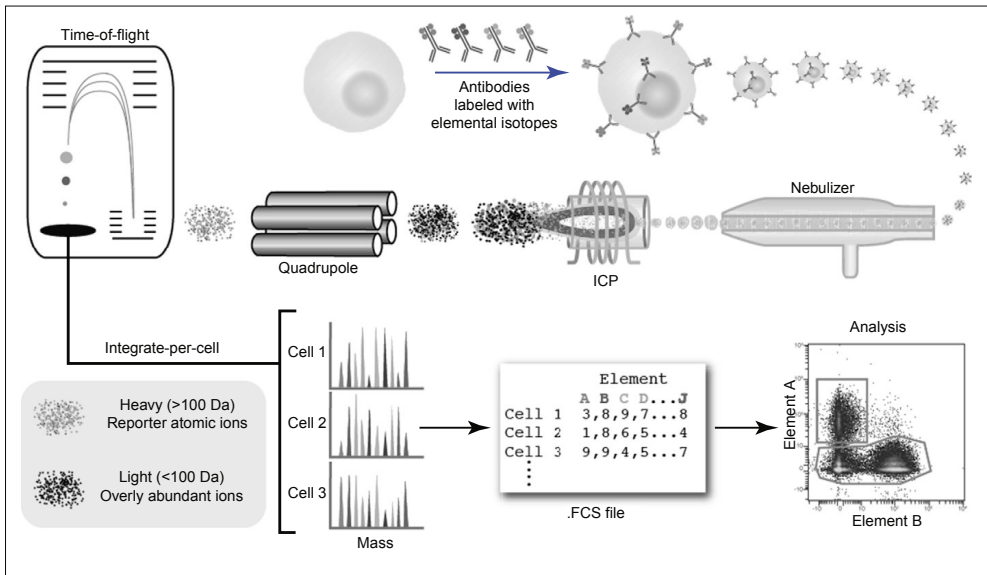 Time-of-flight
Antibodies
labeled with
elemental isotopes
Nebulizer
Quadrupole
ICP
Integrate-per-cell
Heavy (>100 Da)
Reporter atomic ions
Light (<100 Da)
Overly abundant ions
Cell 1
Cell 2
Cell 3
Mass
Element
A B C D...J
Cell 1 3,8,9,7...8
Cell 2 1,8,6,5...4
Cell 3 9,9,4,5...7
.FCS file
Analysis
Element A
Element B